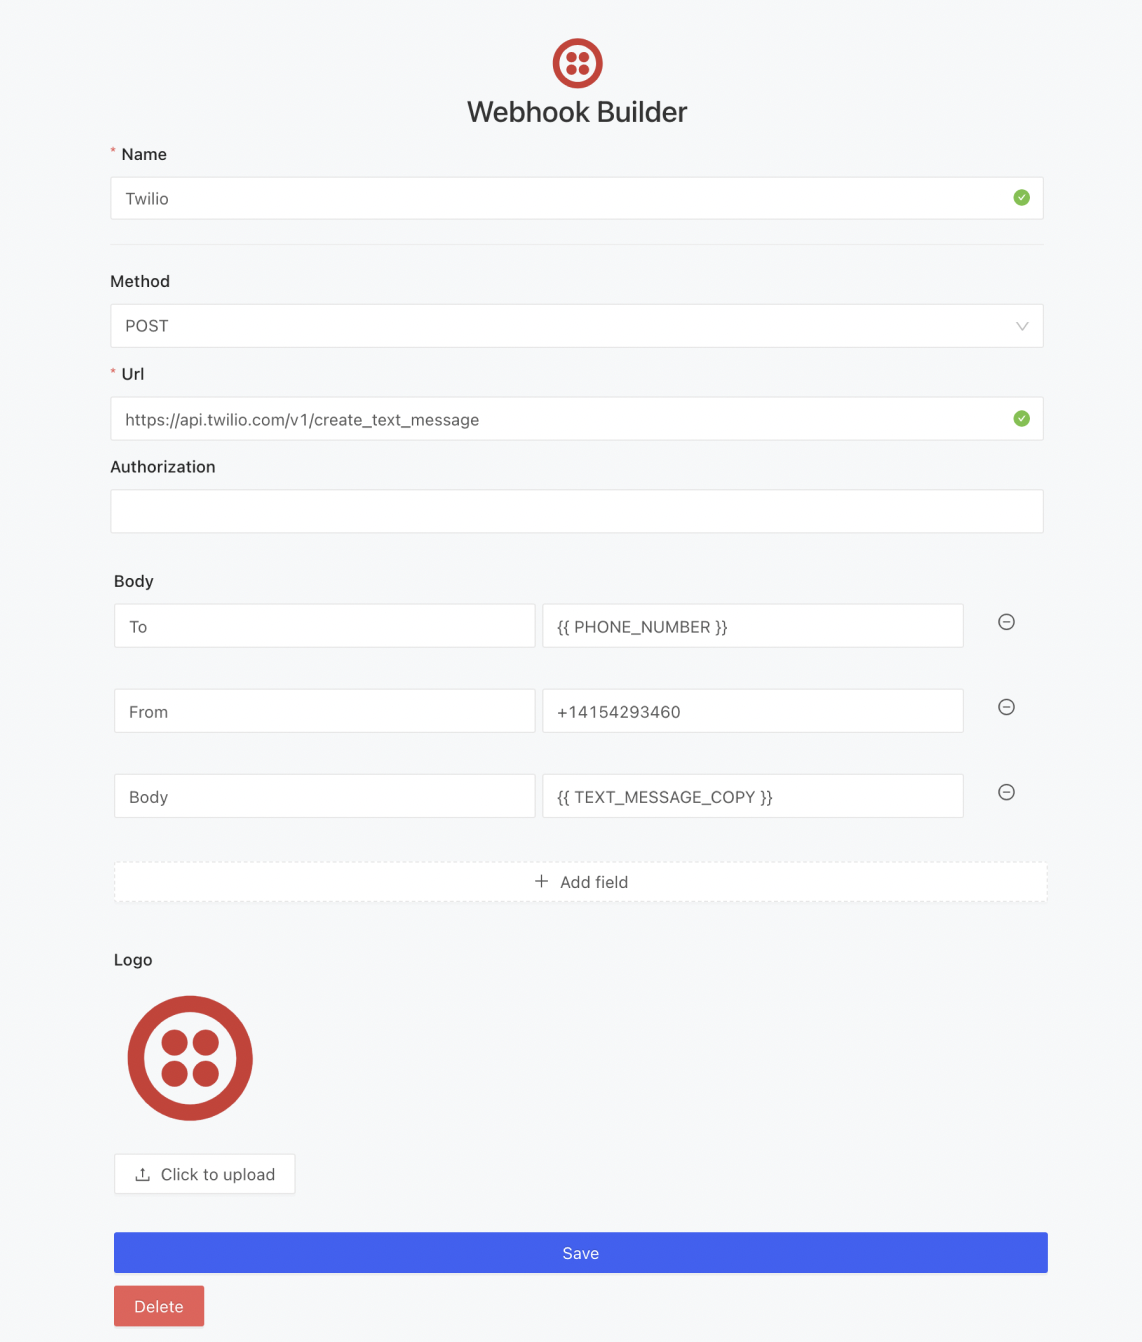 Webhook Builder
* Name
Twilio
Method
POST
* Url
https://api.twilio.com/v1/create_text_message
Authorization
Body
To {{ PHONE_NUMBER }}
From +14154293460
Body {{ TEXT_MESSAGE_COPY }}
+ Add field
Logo
Click to upload
Save
Delete